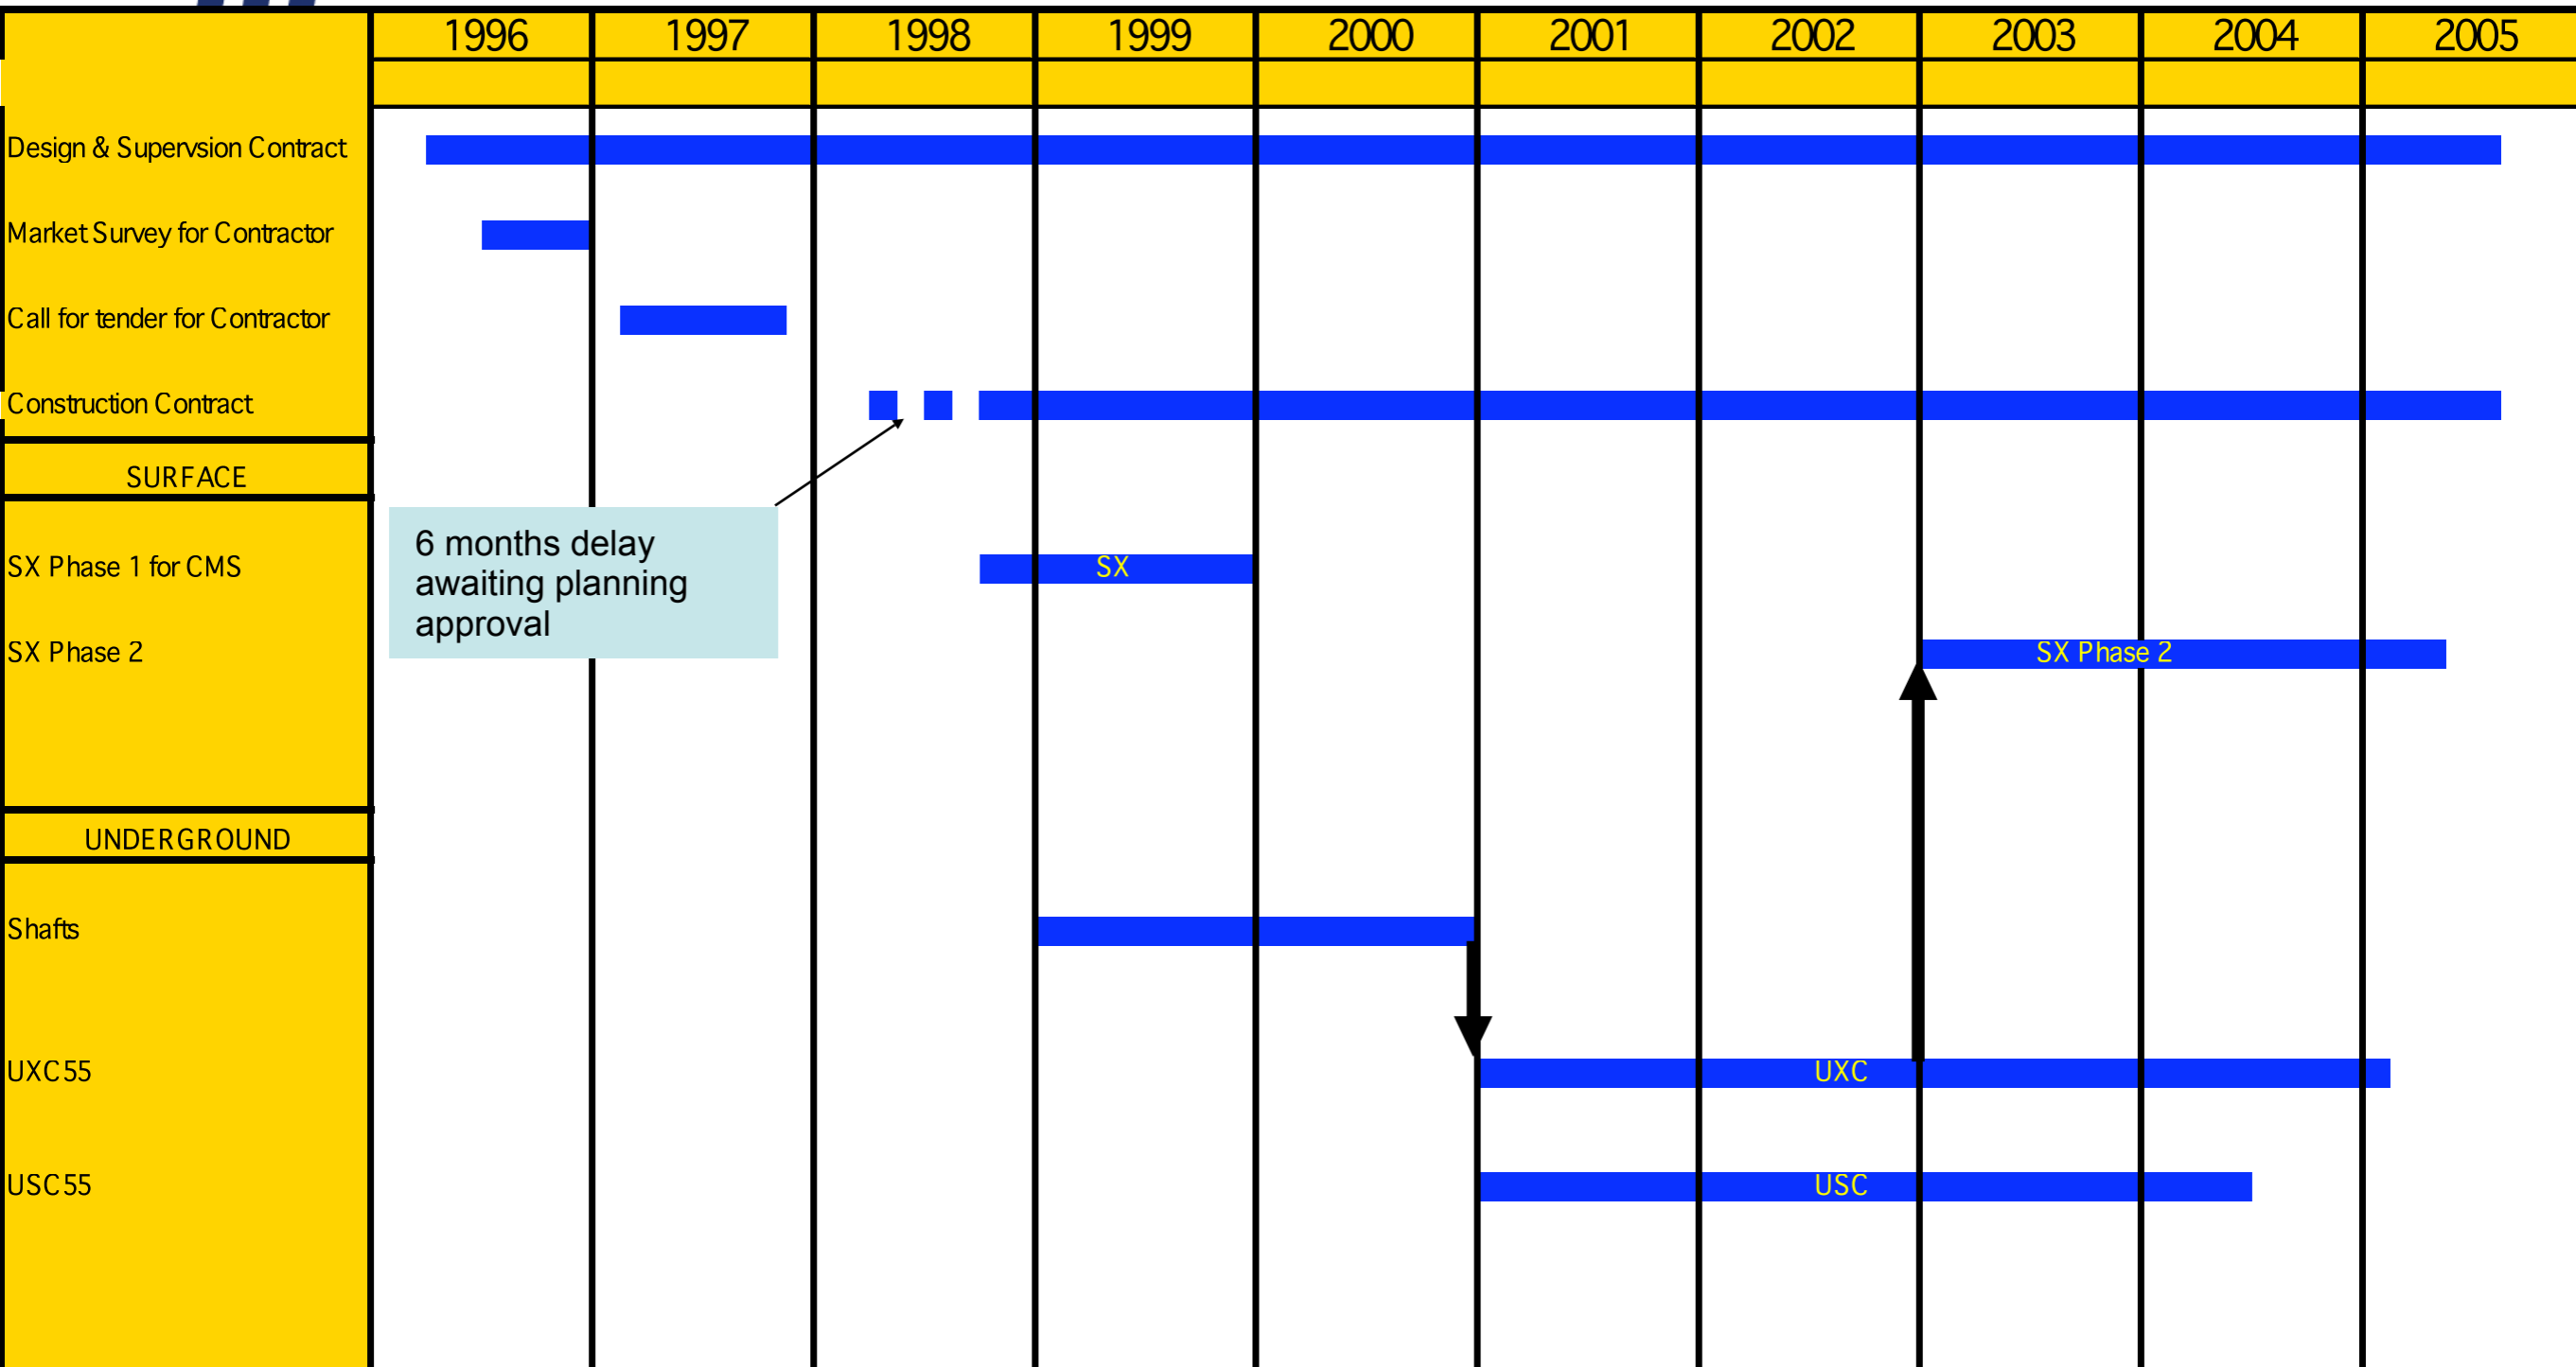 1996 1997 1998 1999 2000 2001 2002 2003 2004 2005
Design & Supervsion Contract
Market Survey for Contractor
Call for tender for Contractor
Construction Contract
SURFACE
6 months delay
awaiting planning
approval
SX Phase 1 for CMS
SX
SX Phase 2
SX Phase 2
UNDERGROUND
Shafts
UXC55
UXC
USC55
USC